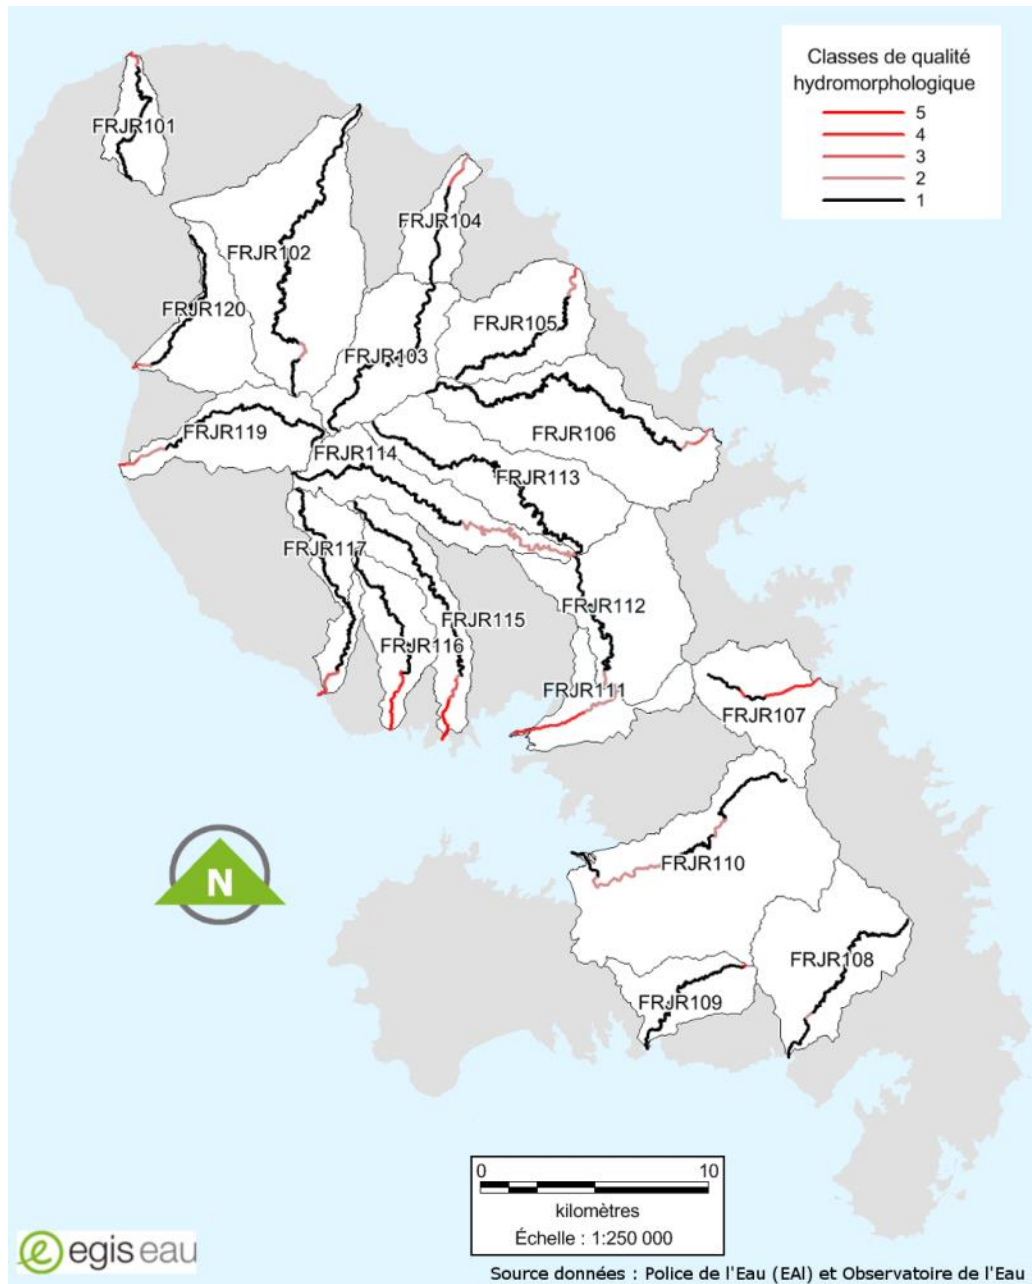 Classes de qualité
hydromorphologique
5
4
3
2
1
FRJR101
FRJR104
FRJR102
FRJR120
FRJR105
FRJR103
FRJR119
FRJR106
FRJR114
FRJR113
FRJR117
FRJR112
FRJR115
FRJR116
FRJR111
FRJR107
FRJR110
N
FRJR108
FRJR109
0 10
kilomètres
Échelle : 1:250 000
egis eau
Source données : Police de l'Eau (EAI) et Observatoire de l'Eau